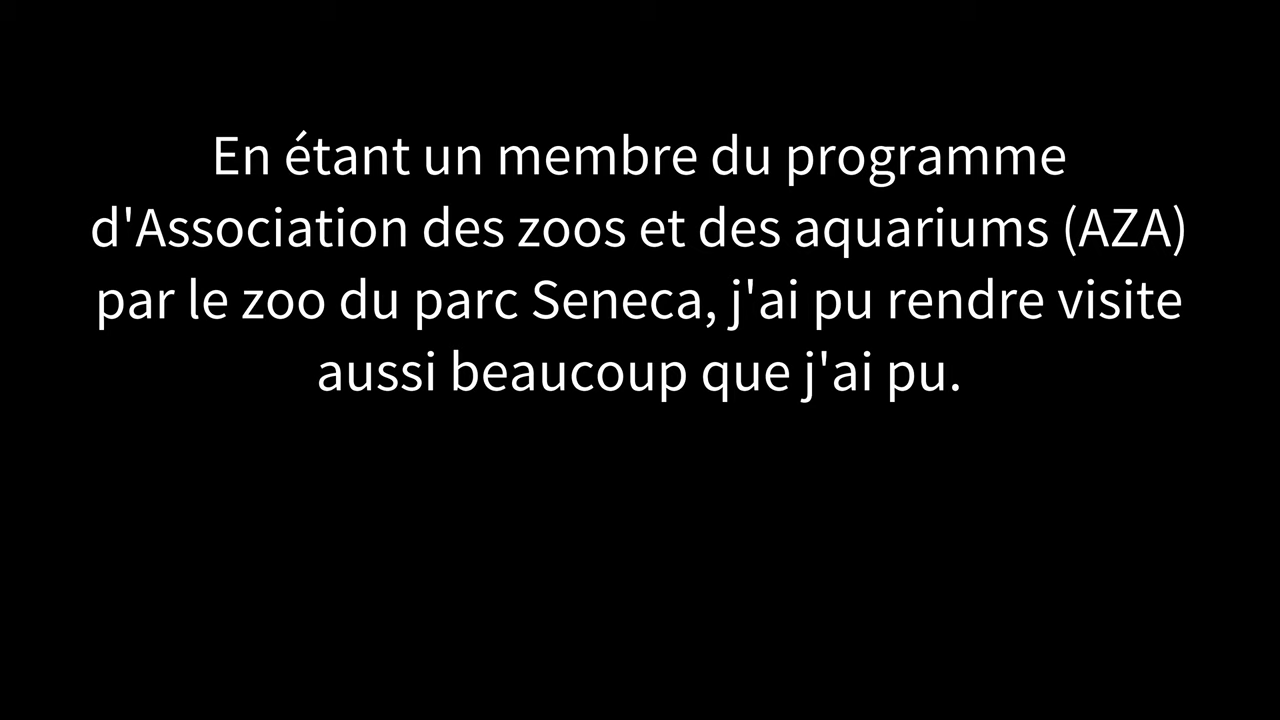 En étant un membre du programme
d'Association des zoos et des aquariums (AZA)
par le zoo du parc Seneca, j'ai pu rendre visite
aussi beaucoup que j'ai pu.